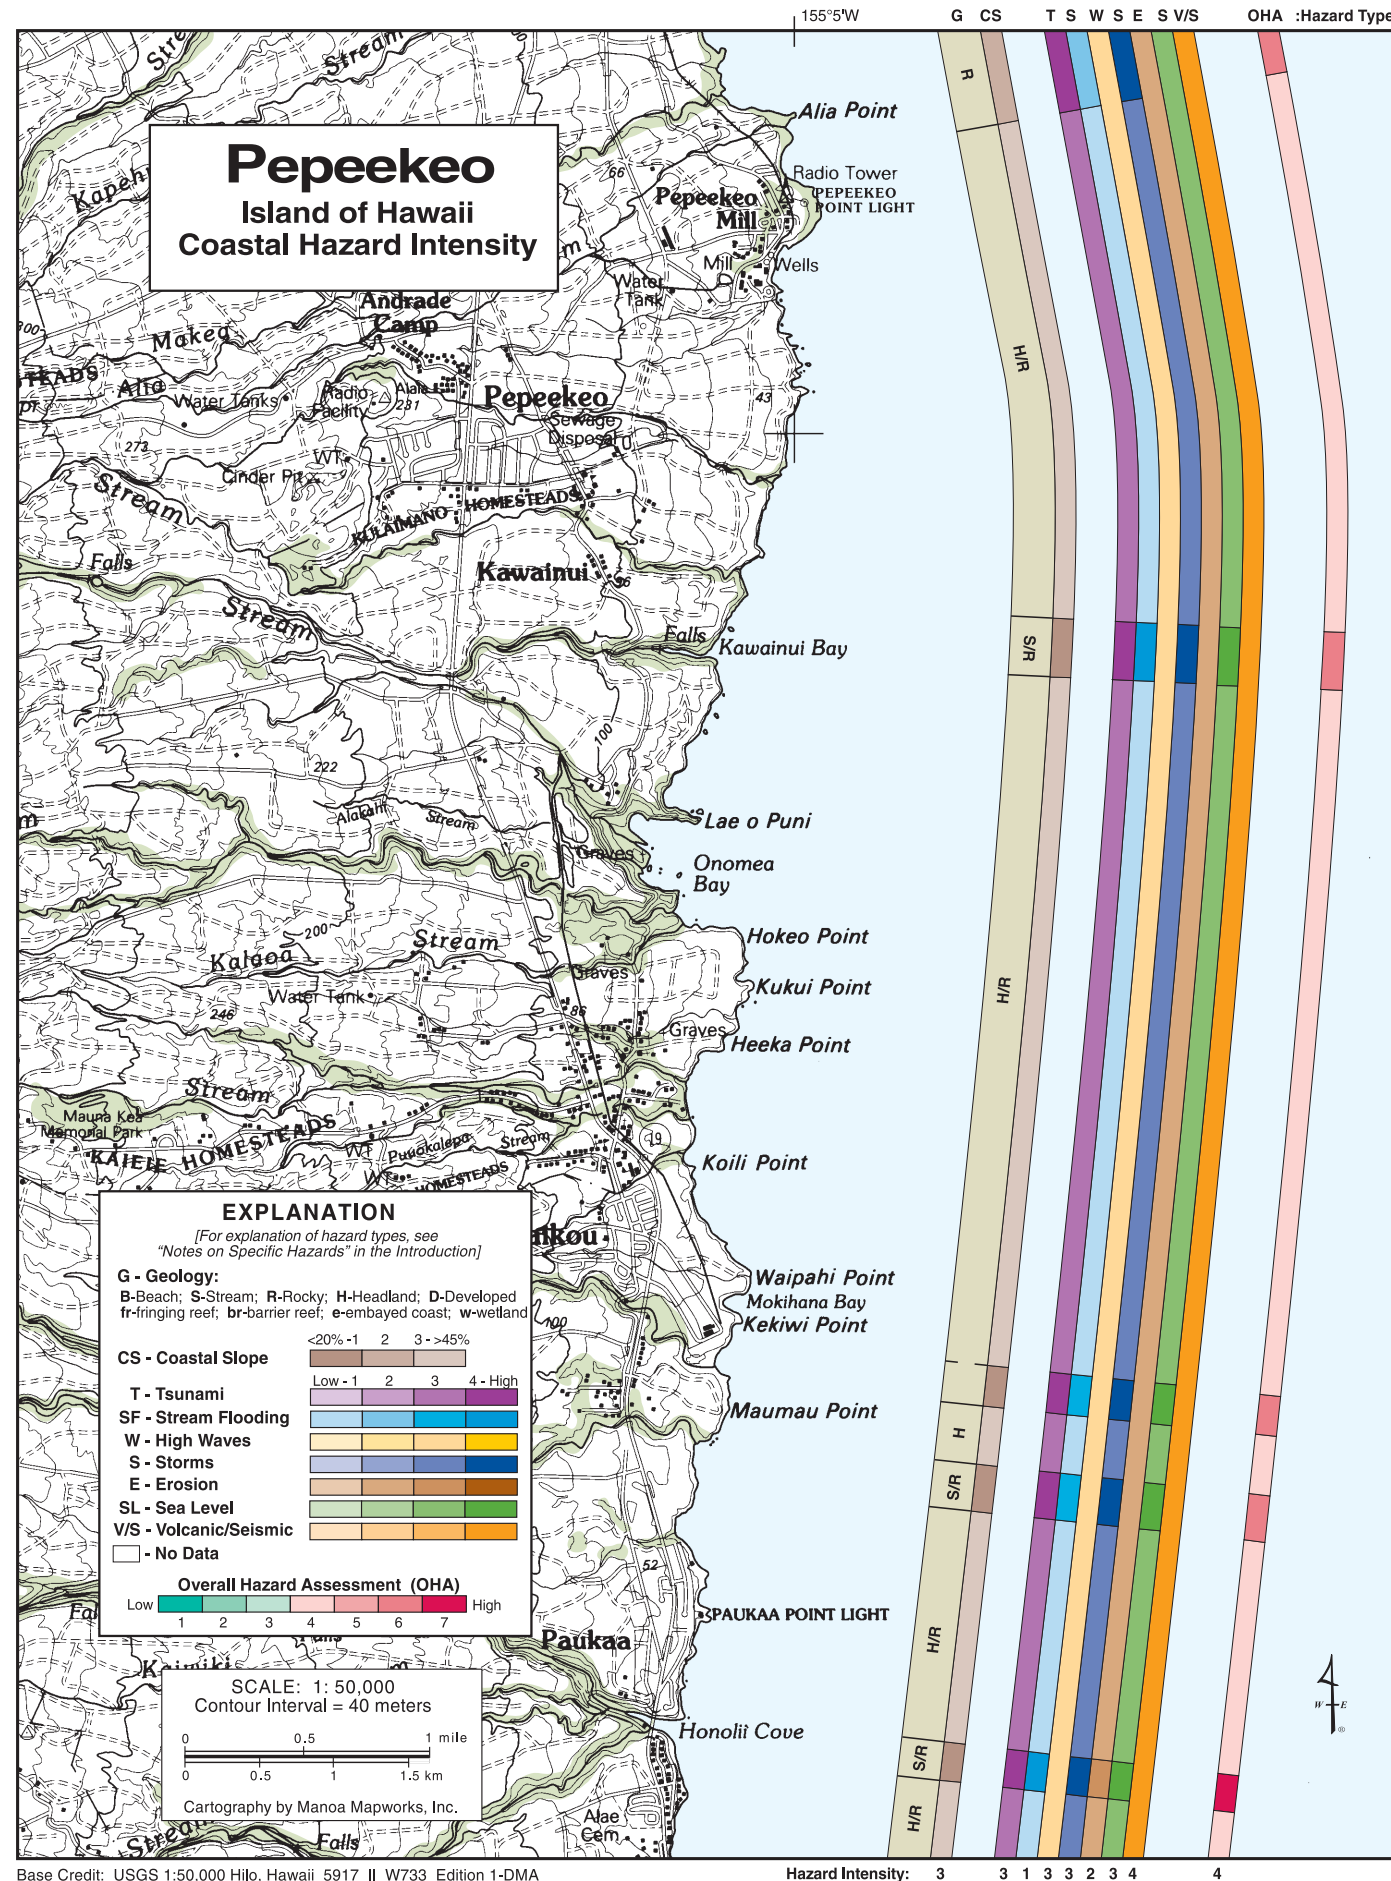 155°5'W
G CS T S W S E S V/S OHA :Hazard Type
Stream
Alia Point
Pepeekeo
Island of Hawaii
Coastal Hazard Intensity
66
Radio Tower
PEPEEKEO
POINT LIGHT
Pepeekeo
Mill
Mill
Wells
Water
Tank
R
Andrade
Camp
Makea
Alia
Water Tanks
Radio
Facility
Alala
231
Pepeekeo
43
Sewage
Disposal
273
WT
Cinder Pit
Stream
KULAIMANO HOMESTEADS
H/R
Falls
Kawainui
Stream
Falls
Kawainui Bay
S/R
100
222
Alakahi Stream
Lae o Puni
Graves
Onomea
Bay
200
Kalaoa Stream
Hokeo Point
Graves
Water Tank
Kukui Point
H/R
246
86
Graves
Heeka Point
Stream
Mauna Kea
Memorial Park
KAIEIE HOMESTEADS
WT
Puuokalepa Stream
19
WT
HOMESTEADS
Koili Point
EXPLANATION
[For explanation of hazard types, see
"Notes on Specific Hazards" in the Introduction]
G - Geology:
B-Beach; S-Stream; R-Rocky; H-Headland; D-Developed
fr-fringing reef; br-barrier reef; e-embayed coast; w-wetland
<20% -1 2 3 - >45%
CS - Coastal Slope
Low - 1 2 3 4 - High
T - Tsunami
SF - Stream Flooding
W - High Waves
S - Storms
E - Erosion
SL - Sea Level
V/S - Volcanic/Seismic
- No Data
Overall Hazard Assessment (OHA)
Low High
1 2 3 4 5 6 7
Waipahi Point
Mokihana Bay
Kekiwi Point
100
Maumau Point
H
S/R
52
PAUKAA POINT LIGHT
Paukaa
H/R
SCALE: 1: 50,000
Contour Interval = 40 meters
0 0.5 1 mile
0 0.5 1 1.5 km
Cartography by Manoa Mapworks, Inc.
W E
Honolii Cove
S/R
Alae
Cem
H/R
Stream
Falls
Base Credit: USGS 1:50,000 Hilo, Hawaii 5917 II W733 Edition 1-DMA
Hazard Intensity: 3 3 1 3 3 2 3 4 4